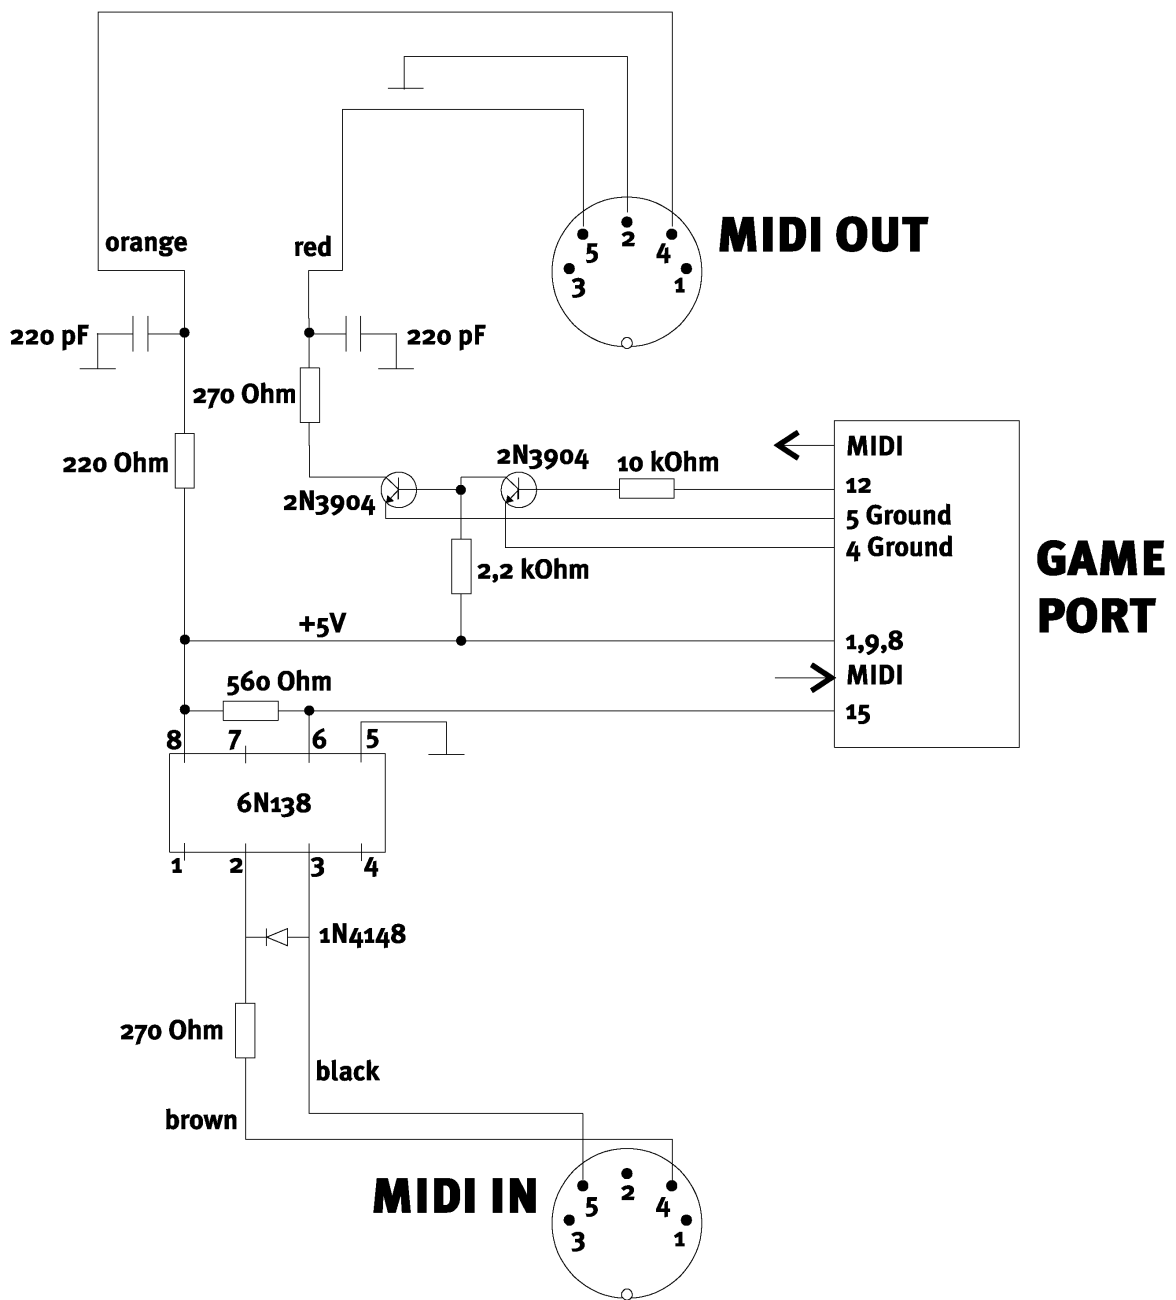 5
2
4
3
1
MIDI OUT
orange
red
220 pF
220 pF
270 Ohm
220 Ohm
2N3904
2N3904
10 kOhm
MIDI
12
5 Ground
4 Ground
2,2 kOhm
GAME
PORT
+5V
1,9,8
MIDI
560 Ohm
15
8
7
6
5
6N138
1
2
3
4
1N4148
270 Ohm
black
brown
MIDI IN
5
2
4
3
1